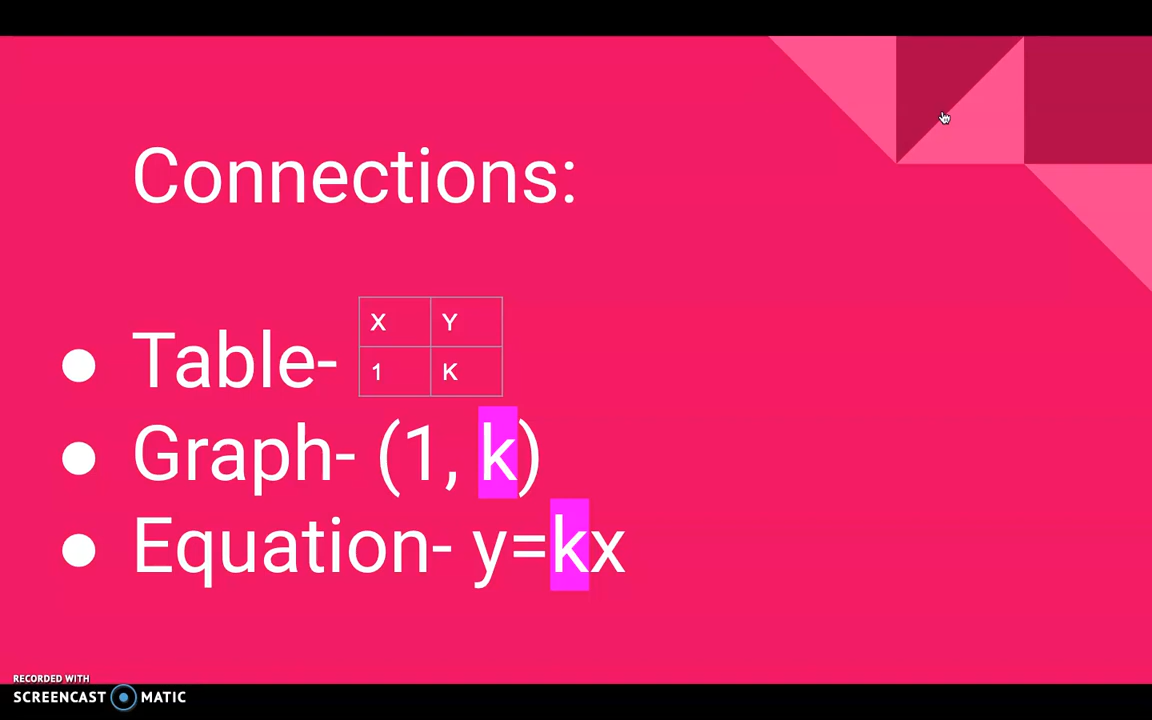 Connections:
X Y
● Table- 1 K
● Graph- (1, k)
● Equation- y=kx
RECORDED WITH
SCREENCAST MATIC